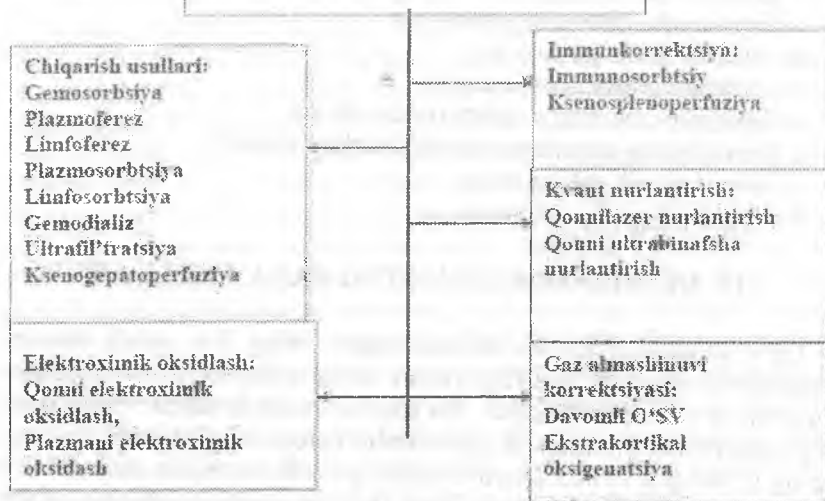 Chiqarish usullari:
Gemosorbsiya
Plazmoferez
Limfoferez
Plazmosorbtsiya
Limfosorbtsiya
Gemodializ
Ultrafil'tratsiya
Ksenogepatoperfuziya
Elektroximik oksidlash:
Qonni elektroximik
oksidlash,
Plazmani elektroximik
oksidash
Immunkorrektsiya:
Immunosorbtsiy
Ksenosplenoperfuziya
Kvant nurlantirish:
Qonnilazer nurlantirish
Qonni ultrabinafsha
nurlantirish
Gaz almashinuvi
korrektsiyasi:
Davomli O'SV
Ekstrakortikal
oksigenatsiya